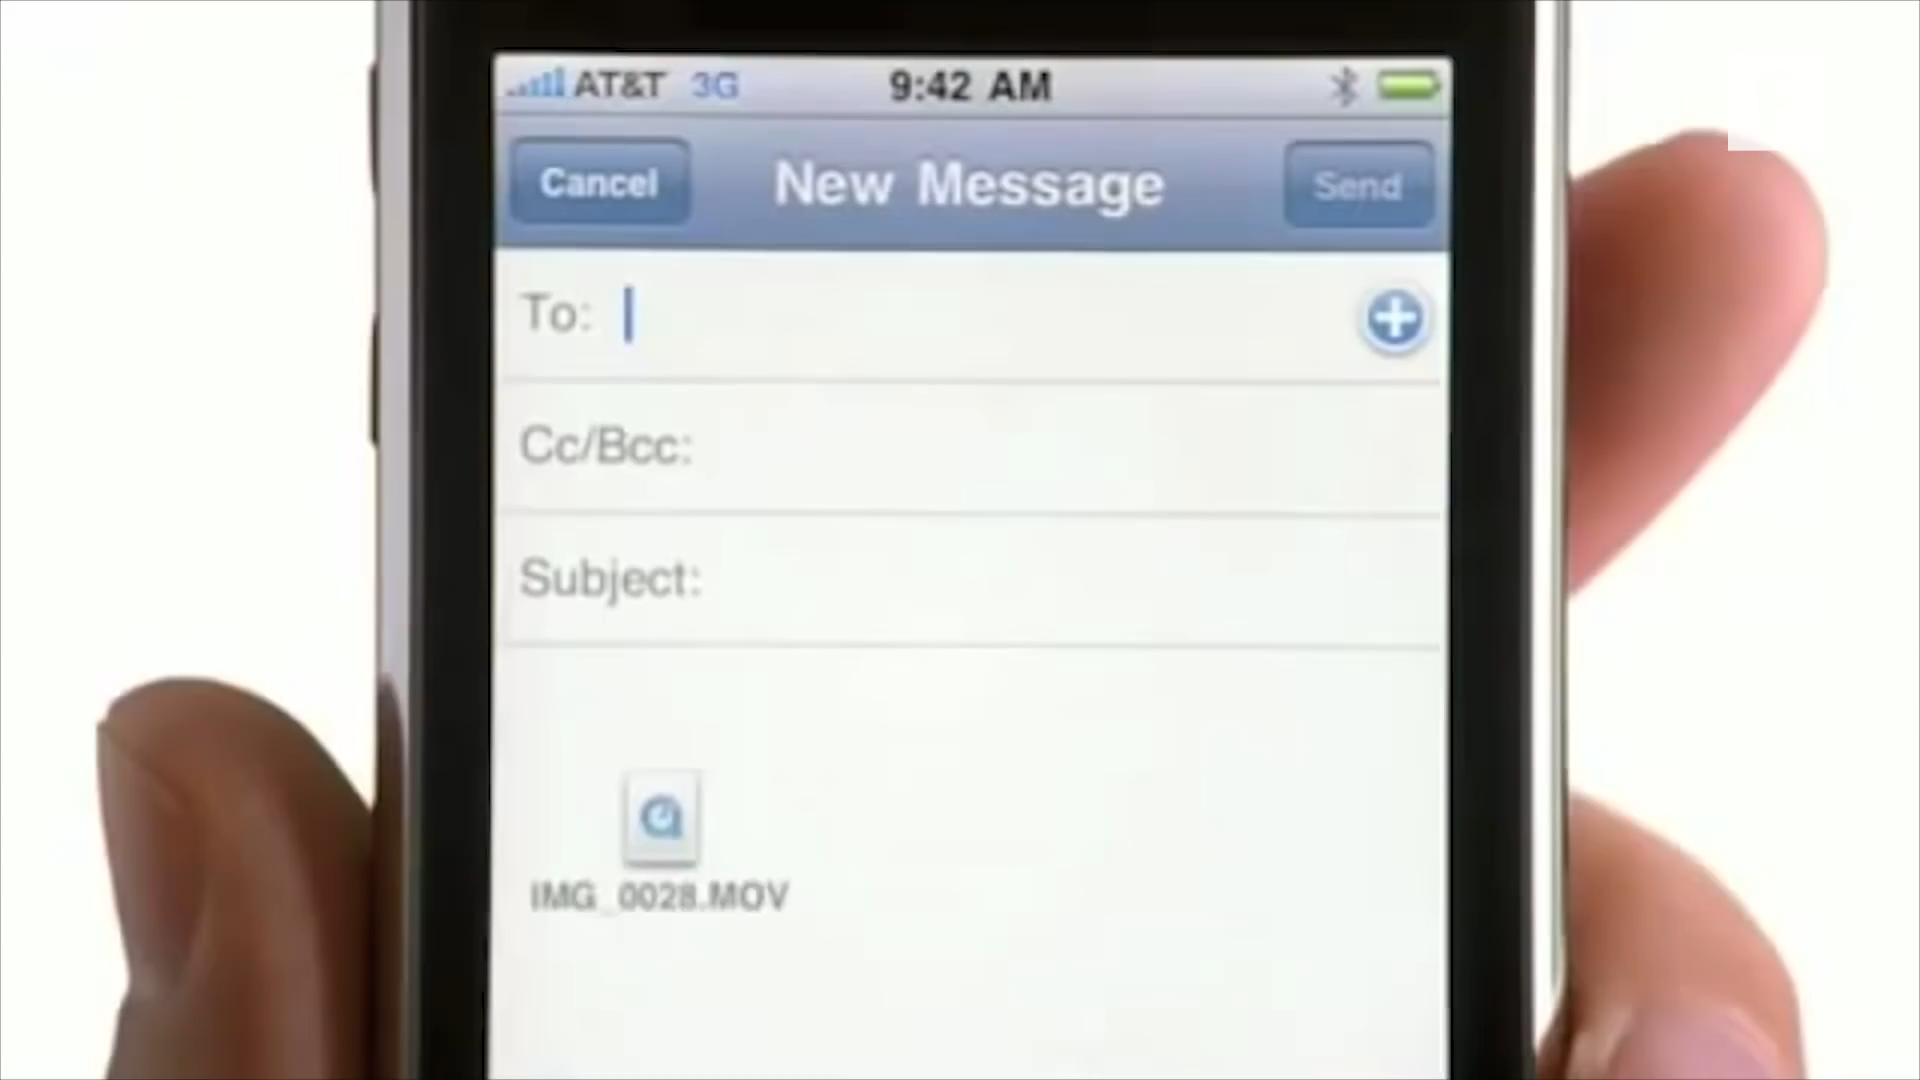 AT&T 3G 9:42 AM
Cancel New Message Send
To:
Cc/Bcc:
Subject:
IMG_0028.MOV